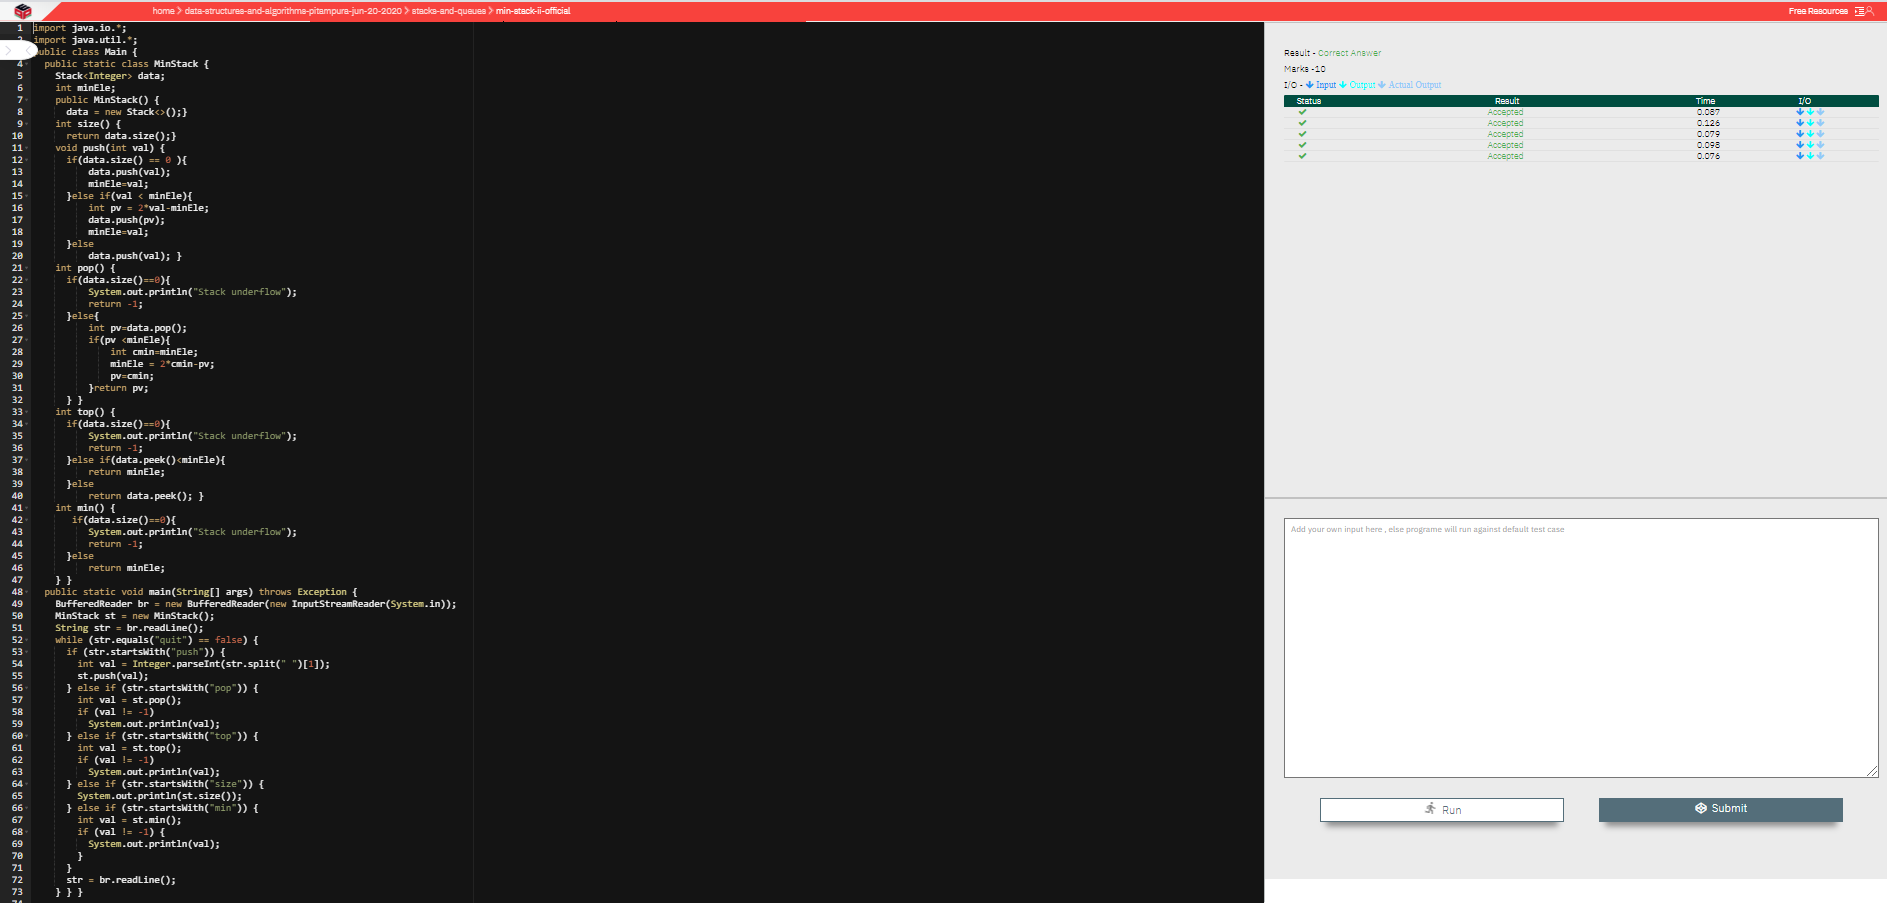 home > data-structures-and-algorithms-pitampura-jun-20-2020 > stacks-and-queues > min-stack-ii-official
Free Resources
1 import java.io.*;
2 import java.util.*;
public class Main {
4 public static class MinStack {
5 Stack<Integer> data;
6 int minEle;
7 public MinStack() {
8 data = new Stack<>();}
9 int size() {
10 return data.size();}
11 void push(int val) {
12 if(data.size() == 0 ){
13 data.push(val);
14 minEle=val;
15 }else if(val < minEle){
16 int pv = 2*val-minEle;
17 data.push(pv);
18 minEle=val;
19 }else
20 data.push(val); }
21 int pop() {
22 if(data.size()==0){
23 System.out.println("Stack underflow");
24 return -1;
25 }else{
26 int pv=data.pop();
27 if(pv <minEle){
28 int cmin=minEle;
29 minEle = 2*cmin-pv;
30 pv=cmin;
31 }return pv;
32 } }
33 int top() {
34 if(data.size()==0){
35 System.out.println("Stack underflow");
36 return -1;
37 }else if(data.peek()<minEle){
38 return minEle;
39 }else
40 return data.peek(); }
41 int min() {
42 if(data.size()==0){
43 System.out.println("Stack underflow");
44 return -1;
45 }else
46 return minEle;
47 } }
48 public static void main(String[] args) throws Exception {
49 BufferedReader br = new BufferedReader(new InputStreamReader(System.in));
50 MinStack st = new MinStack();
51 String str = br.readLine();
52 while (str.equals("quit") == false) {
53 if (str.startsWith("push")) {
54 int val = Integer.parseInt(str.split(" ")[1]);
55 st.push(val);
56 } else if (str.startsWith("pop")) {
57 int val = st.pop();
58 if (val != -1)
59 System.out.println(val);
60 } else if (str.startsWith("top")) {
61 int val = st.top();
62 if (val != -1)
63 System.out.println(val);
64 } else if (str.startsWith("size")) {
65 System.out.println(st.size());
66 } else if (str.startsWith("min")) {
67 int val = st.min();
68 if (val != -1) {
69 System.out.println(val);
70 }
71 }
72 str = br.readLine();
73 } } }
Result - Correct Answer
Marks -10
I/O - Input Output Actual Output
Status Result Time I/O
Accepted 0.087
Accepted 0.126
Accepted 0.079
Accepted 0.098
Accepted 0.076
Add your own input here , else programe will run against default test case
Run
Submit